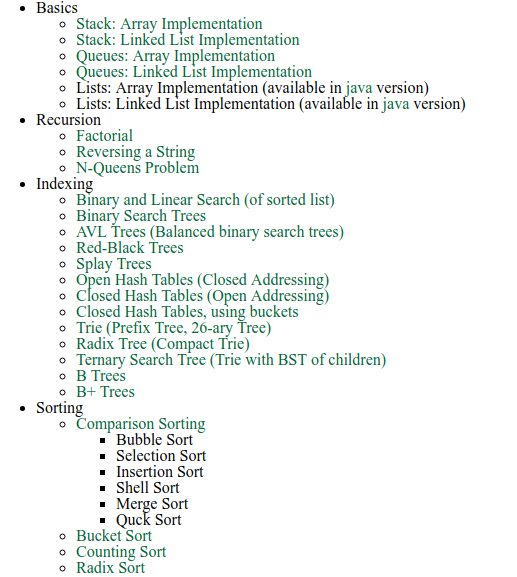 Basics
Stack: Array Implementation
Stack: Linked List Implementation
Queues: Array Implementation
Queues: Linked List Implementation
Lists: Array Implementation (available in java version)
Lists: Linked List Implementation (available in java version)
Recursion
Factorial
Reversing a String
N-Queens Problem
Indexing
Binary and Linear Search (of sorted list)
Binary Search Trees
AVL Trees (Balanced binary search trees)
Red-Black Trees
Splay Trees
Open Hash Tables (Closed Addressing)
Closed Hash Tables (Open Addressing)
Closed Hash Tables, using buckets
Trie (Prefix Tree, 26-ary Tree)
Radix Tree (Compact Trie)
Ternary Search Tree (Trie with BST of children)
B Trees
B+ Trees
Sorting
Comparison Sorting
Bubble Sort
Selection Sort
Insertion Sort
Shell Sort
Merge Sort
Quck Sort
Bucket Sort
Counting Sort
Radix Sort